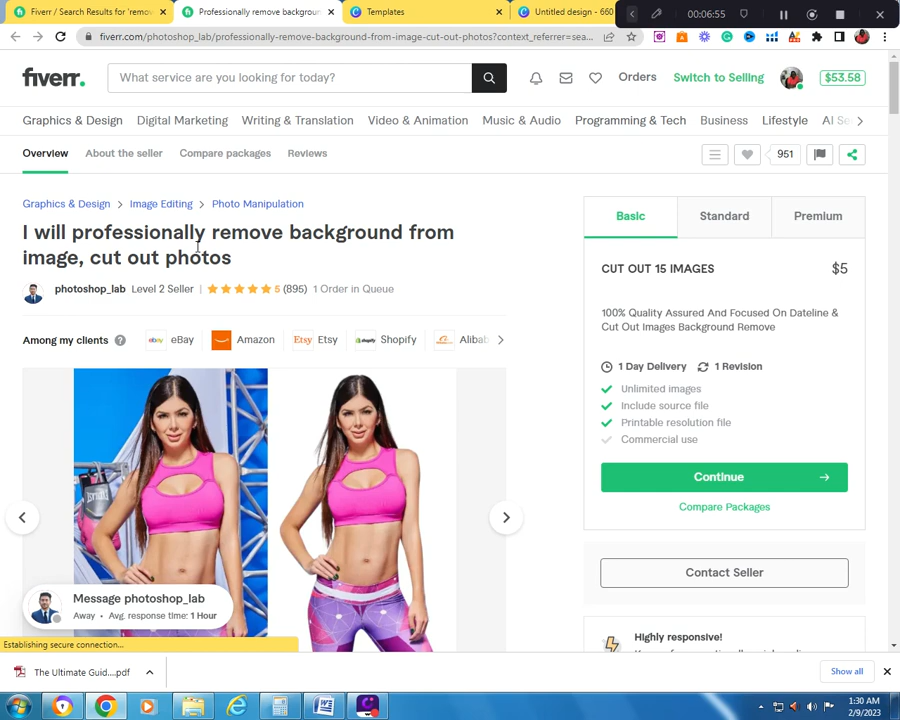 Fiverr / Search Results for 'remov
Professionally remove backgroun
Templates
Untitled design - 660
00:06:55
fiverr.com/photoshop_lab/professionally-remove-background-from-image-cut-out-photos?context_referrer=sea...
fiverr.
What service are you looking for today?
Orders
Switch to Selling
$53.58
Graphics & Design
Digital Marketing
Writing & Translation
Video & Animation
Music & Audio
Programming & Tech
Business
Lifestyle
AI Se
Overview
About the seller
Compare packages
Reviews
951
Graphics & Design > Image Editing > Photo Manipulation
I will professionally remove background from
image, cut out photos
photoshop_lab Level 2 Seller | 5 (895) 1 Order in Queue
Among my clients
ebay eBay
Amazon
Etsy Etsy
shopify Shopify
Alibab
Basic
Standard
Premium
CUT OUT 15 IMAGES
$5
100% Quality Assured And Focused On Dateline &
Cut Out Images Background Remove
1 Day Delivery
1 Revision
Unlimited images
Include source file
Printable resolution file
Commercial use
Continue
Compare Packages
Contact Seller
Highly responsive!
Message photoshop_lab
Away • Avg. response time: 1 Hour
Establishing secure connection...
The Ultimate Guid....pdf
Show all
1:30 AM
2/9/2023